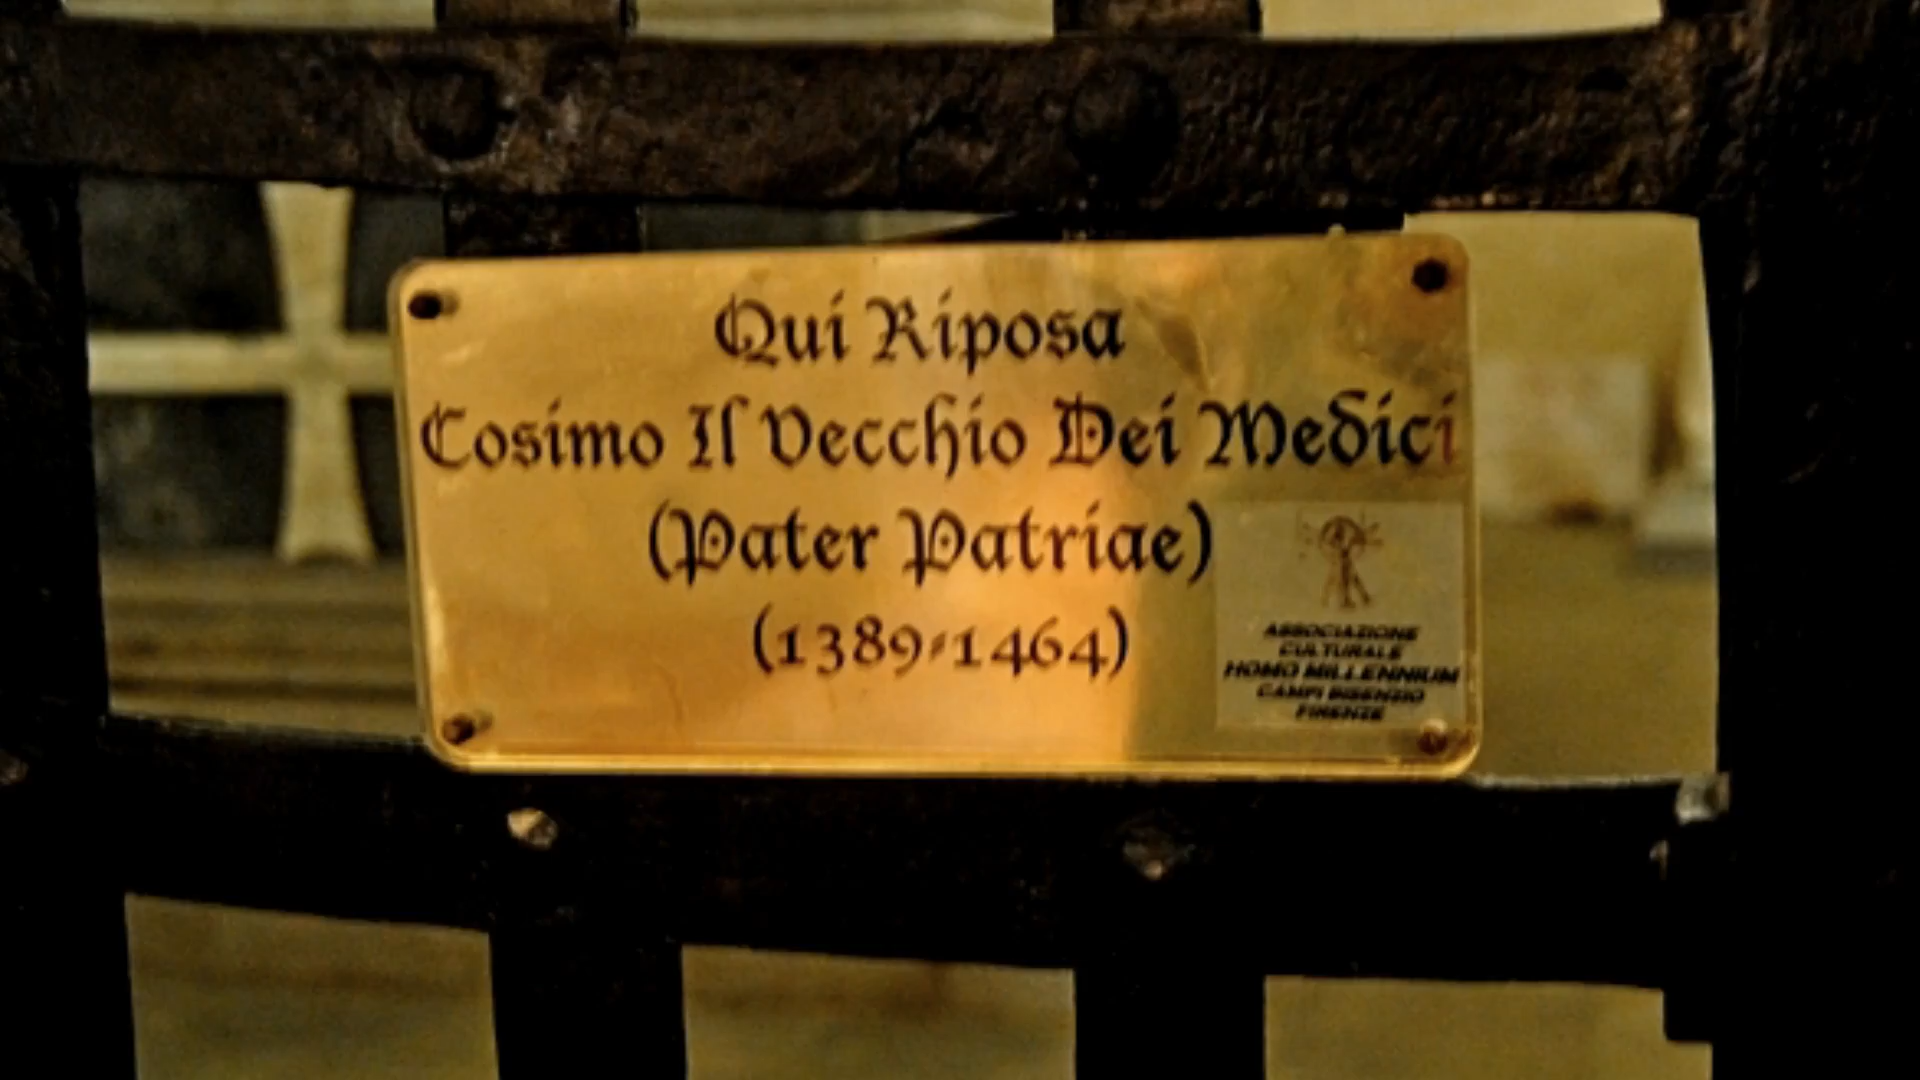 Qui Riposa
Cosimo Il Vecchio Dei Medici
(Pater Patriae)
(1389-1464)
ASSOCIAZIONE
CULTURALE
HOMO MILLENNIUM
CAMPI BISENZIO
FIRENZE